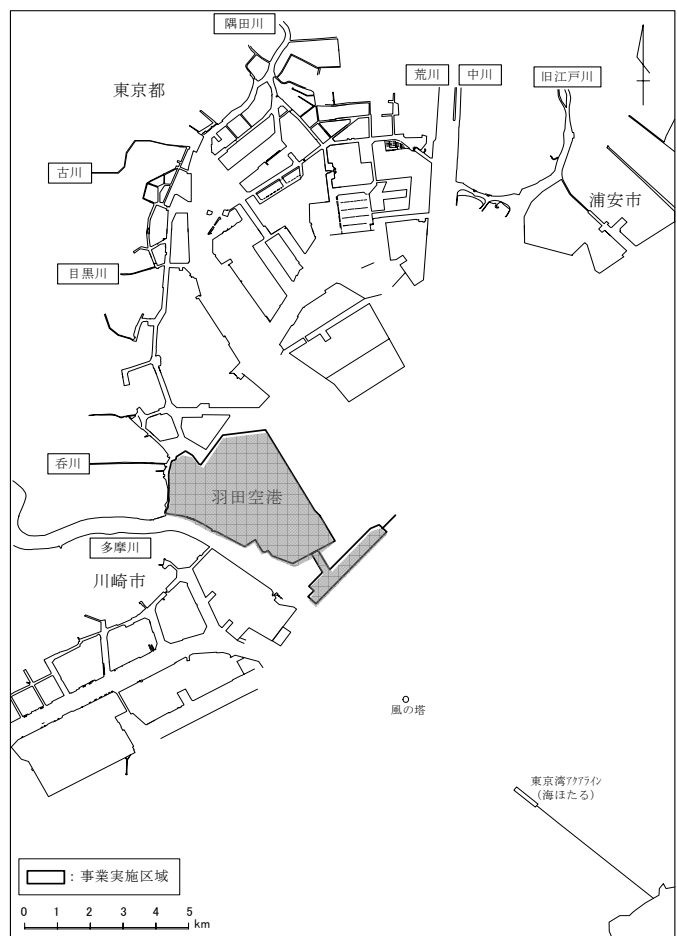 隅田川
東京都
荒川
中川
旧江戸川
古川
浦安市
目黒川
呑川
羽田空港
多摩川
川崎市
風の塔
東京湾アクアライン
(海ほたる)
: 事業実施区域
0 1 2 3 4 5
km